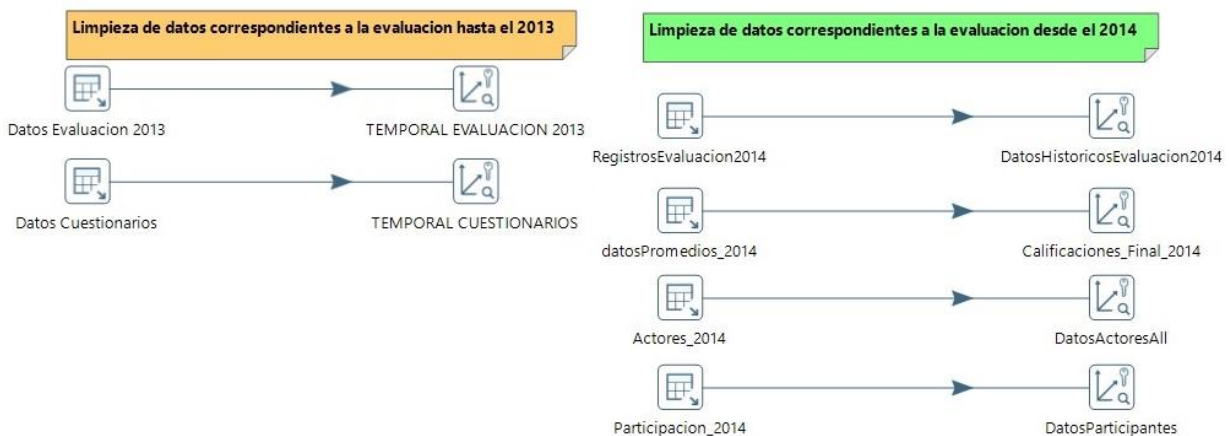 Limpieza de datos correspondientes a la evaluacion hasta el 2013
Datos Evaluacion 2013
TEMPORAL EVALUACION 2013
Datos Cuestionarios
TEMPORAL CUESTIONARIOS
Limpieza de datos correspondientes a la evaluacion desde el 2014
RegistrosEvaluacion2014
DatosHistoricosEvaluacion2014
datosPromedios_2014
Calificaciones_Final_2014
Actores_2014
DatosActoresAll
Participacion_2014
DatosParticipantes